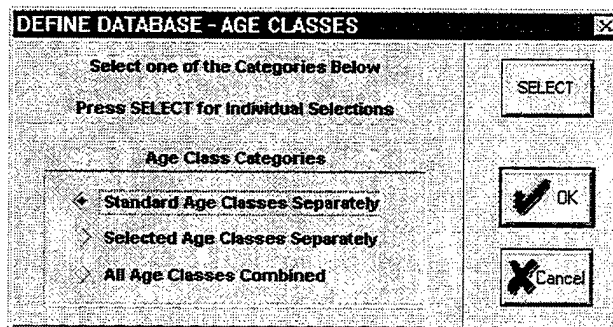 DEFINE DATABASE - AGE CLASSES
Select one of the Categories Below
Press SELECT for Individual Selections
Age Class Categories
Standard Age Classes Separately
Selected Age Classes Separately
All Age Classes Combined
SELECT
OK
Cancel